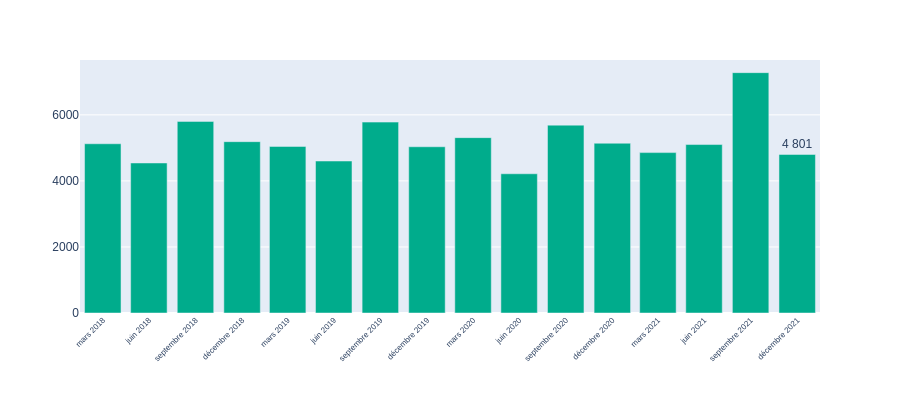 6000
4 801
4000
2000
0
mars 2018
juin 2018
septembre 2018
décembre 2018
mars 2019
juin 2019
septembre 2019
décembre 2019
mars 2020
juin 2020
septembre 2020
décembre 2020
mars 2021
juin 2021
septembre 2021
décembre 2021